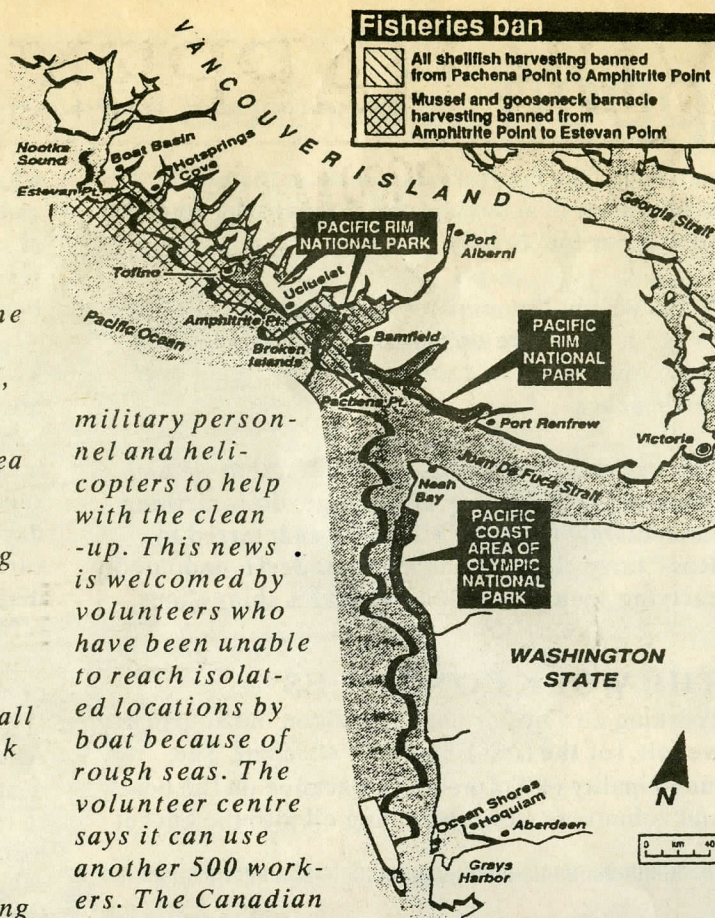 Fisheries ban
All shellfish harvesting banned
from Pachena Point to Amphitrite Point
Mussel and gooseneck barnacle
harvesting banned from
Amphitrite Point to Estevan Point
VANCOUVER ISLAND
Nootka
Sound
Boat Basin
Hotsprings
Cove
Estevan Pt.
Georgia Strait
PACIFIC RIM
NATIONAL PARK
Port
Alberni
Tofino
Ucluelet
Amphitrite Pt.
Pacific Ocean
Broken
Islands
Bamfield
PACIFIC
RIM
NATIONAL
PARK
Pachena Pt.
Port Renfrew
Victoria
Juan De Fuca Strait
Neah
Bay
PACIFIC
COAST
AREA OF
OLYMPIC
NATIONAL
PARK
WASHINGTON
STATE
N
0 km 40
Ocean Shores
Hoquiam
Aberdeen
Grays
Harbor
military person-
nel and heli-
copters to help
with the clean
-up. This news
is welcomed by
volunteers who
have been unable
to reach isolat-
ed locations by
boat because of
rough seas. The
volunteer centre
says it can use
another 500 work-
ers. The Canadian